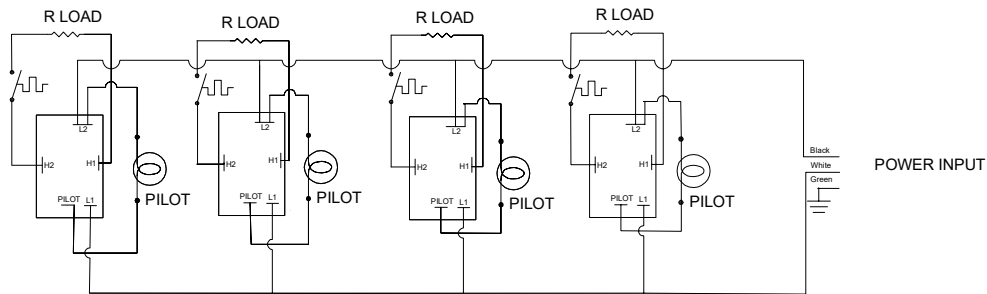 R LOAD
R LOAD
R LOAD
R LOAD
L2
H2
H1
PILOT
L1
PILOT
L2
H2
H1
PILOT
L1
PILOT
L2
H2
H1
PILOT
L1
PILOT
L2
H2
H1
PILOT
L1
PILOT
Black
White
Green
POWER INPUT